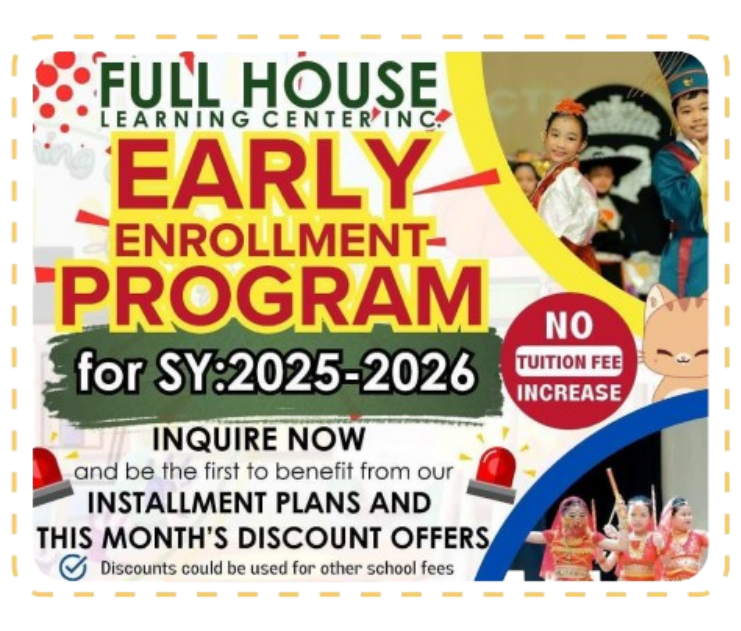 FULL HOUSE
LEARNING CENTER INC.
EARLY
ENROLLMENT
PROGRAM
for SY:2025-2026
NO
TUITION FEE
INCREASE
INQUIRE NOW
and be the first to benefit from our
INSTALLMENT PLANS AND
THIS MONTH'S DISCOUNT OFFERS
Discounts could be used for other school fees